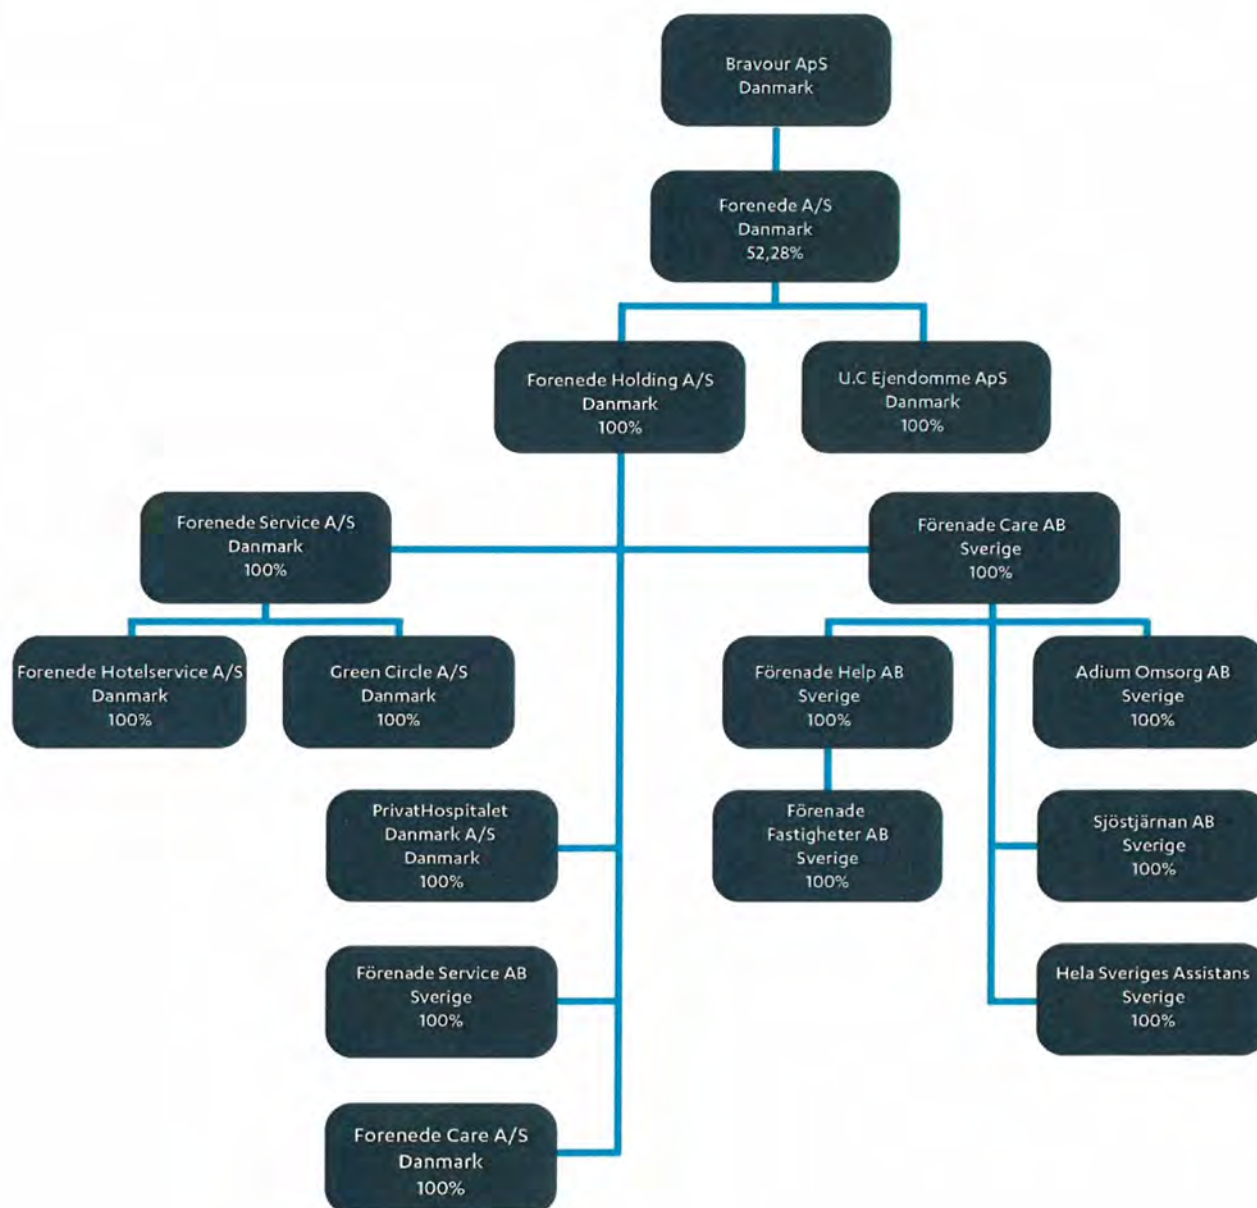 Bravour ApS
Danmark
Forenede A/S
Danmark
52,28%
Forenede Holding A/S
Danmark
100%
U.C Ejendomme ApS
Danmark
100%
Forenede Service A/S
Danmark
100%
Förenade Care AB
Sverige
100%
Forenede Hotelservice A/S
Danmark
100%
Green Circle A/S
Danmark
100%
Förenade Help AB
Sverige
100%
Adium Omsorg AB
Sverige
100%
PrivatHospitalet
Danmark A/S
Danmark
100%
Förenade
Fastigheter AB
Sverige
100%
Sjöstjärnan AB
Sverige
100%
Förenade Service AB
Sverige
100%
Hela Sveriges Assistans
Sverige
100%
Forenede Care A/S
Danmark
100%